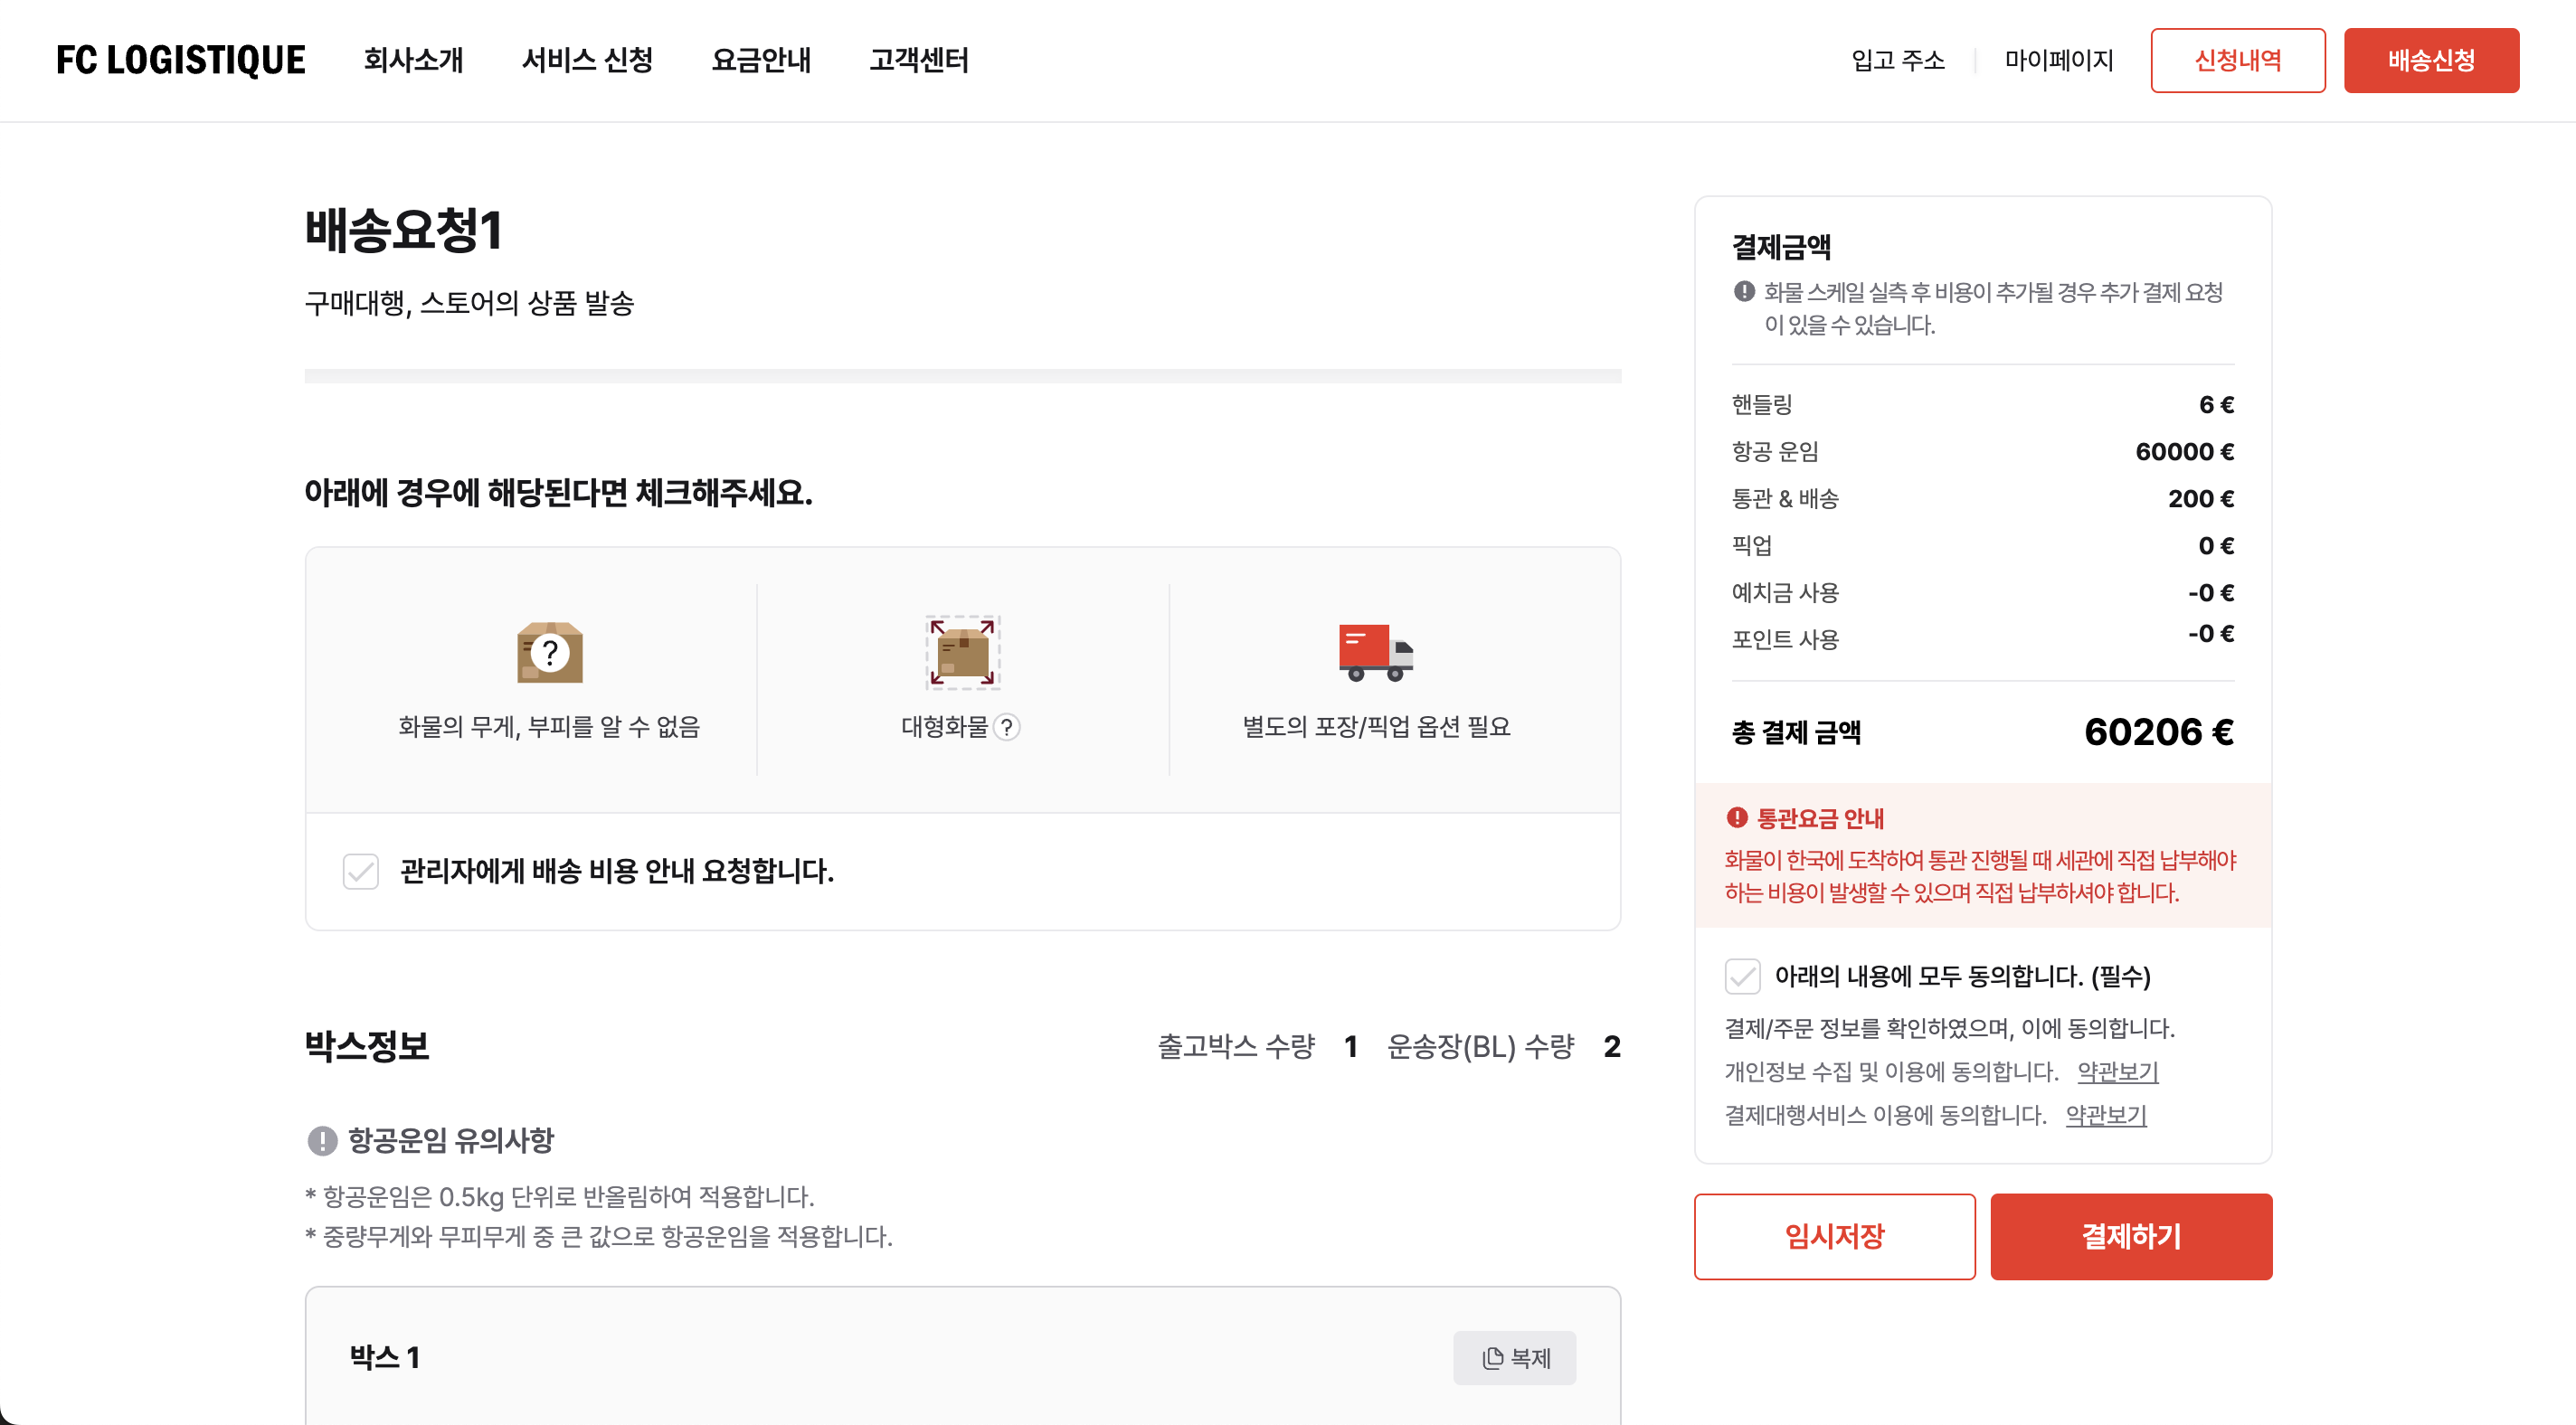 FC LOGISTIQUE
회사소개
서비스 신청
요금안내
고객센터
입고 주소
마이페이지
신청내역
배송신청
배송요청1
구매대행, 스토어의 상품 발송
아래에 경우에 해당된다면 체크해주세요.
?
화물의 무게, 부피를 알 수 없음
대형화물 ?
별도의 포장/픽업 옵션 필요
관리자에게 배송 비용 안내 요청합니다.
박스정보
출고박스 수량 1 운송장(BL) 수량 2
항공운임 유의사항
* 항공운임은 0.5kg 단위로 반올림하여 적용합니다.
* 중량무게와 무피무게 중 큰 값으로 항공운임을 적용합니다.
박스 1
복제
결제금액
화물 스케일 실측 후 비용이 추가될 경우 추가 결제 요청
이 있을 수 있습니다.
핸들링 6 €
항공 운임 60000 €
통관 & 배송 200 €
픽업 0 €
예치금 사용 -0 €
포인트 사용 -0 €
총 결제 금액 60206 €
통관요금 안내
화물이 한국에 도착하여 통관 진행될 때 세관에 직접 납부해야
하는 비용이 발생할 수 있으며 직접 납부하셔야 합니다.
아래의 내용에 모두 동의합니다. (필수)
결제/주문 정보를 확인하였으며, 이에 동의합니다.
개인정보 수집 및 이용에 동의합니다. 약관보기
결제대행서비스 이용에 동의합니다. 약관보기
임시저장
결제하기